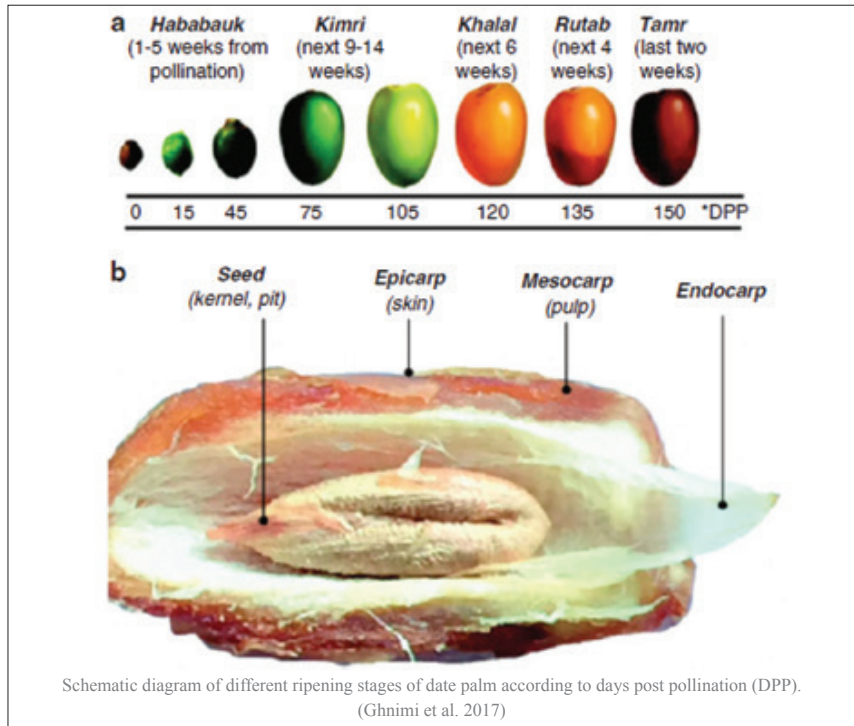 a
Hababauk Kimri Khalal Rutab Tamr
(1-5 weeks from (next 9-14 (next 6 (next 4 (last two
pollination) weeks) weeks) weeks) weeks)
0 15 45 75 105 120 135 150 *DPP
b
Seed Epicarp Mesocarp Endocarp
(kernel, pit) (skin) (pulp)
Schematic diagram of different ripening stages of date palm according to days post pollination (DPP).
(Ghnimi et al. 2017)